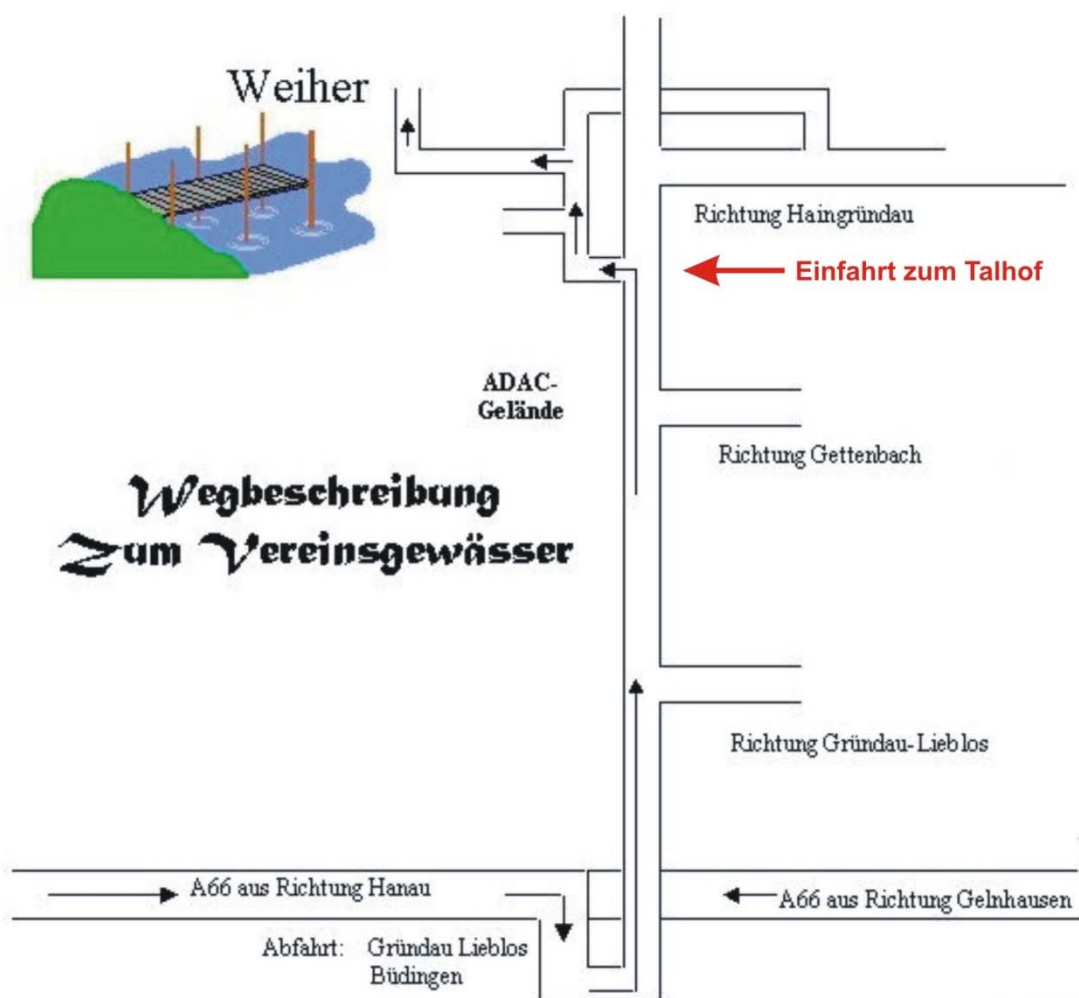 Weiher
Richtung Haingründau
Einfahrt zum Talhof
ADAC-
Gelände
Richtung Gettenbach
Wegbeschreibung
Zum Vereinsgewässer
Richtung Gründau-Lieblos
A66 aus Richtung Hanau
A66 aus Richtung Gelnhausen
Abfahrt: Gründau Lieblos
Büdingen